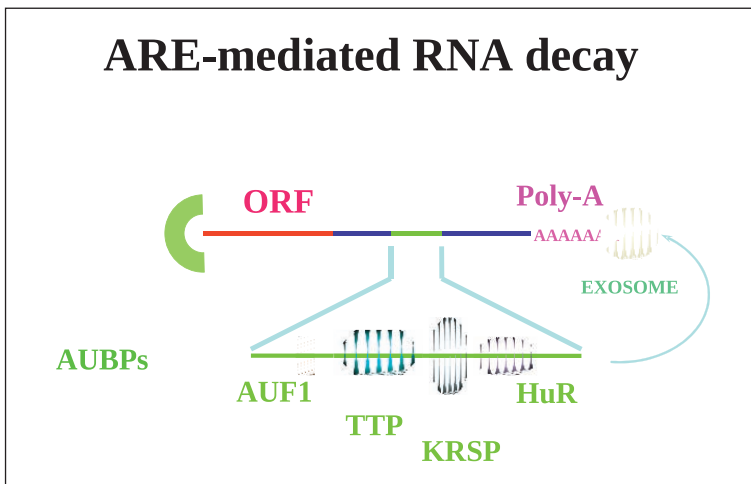 ARE-mediated RNA decay
ORF
Poly-A
AAAAAA
EXOSOME
AUBPs
AUF1
HuR
TTP
KRSP